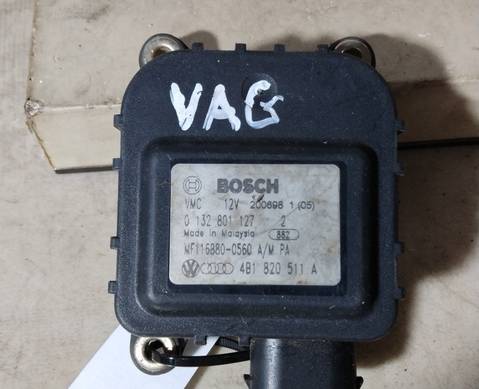 VAG
BOSCH
VMC 12V 200698 1 (05)
0 132 801 127 2
Made in Malaysia 882
MF116880-0560 A/M PA
4B1 820 511 A